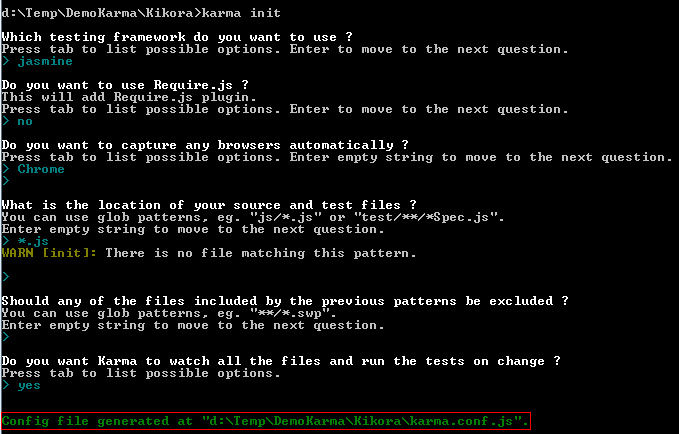 d:\Temp\DemoKarma\Kikora>karma init
Which testing framework do you want to use ?
Press tab to list possible options. Enter to move to the next question.
> jasmine
Do you want to use Require.js ?
This will add Require.js plugin.
Press tab to list possible options. Enter to move to the next question.
> no
Do you want to capture any browsers automatically ?
Press tab to list possible options. Enter empty string to move to the next question.
> Chrome
>
What is the location of your source and test files ?
You can use glob patterns, eg. "js/*.js" or "test/**/*Spec.js".
Enter empty string to move to the next question.
> *.js
WARN [init]: There is no file matching this pattern.
>
Should any of the files included by the previous patterns be excluded ?
You can use glob patterns, eg. "**/*.swp".
Enter empty string to move to the next question.
>
Do you want Karma to watch all the files and run the tests on change ?
Press tab to list possible options.
> yes
Config file generated at "d:\Temp\DemoKarma\Kikora\karma.conf.js".